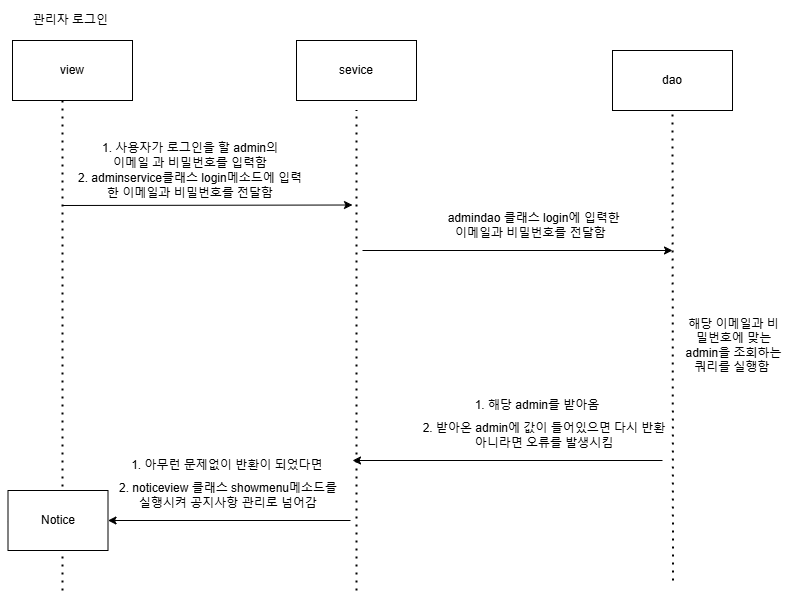 관리자 로그인
view
sevice
dao
1. 사용자가 로그인을 할 admin의
이메일 과 비밀번호를 입력함
2. adminservice클래스 login메소드에 입력
한 이메일과 비밀번호를 전달함
admindao 클래스 login에 입력한
이메일과 비밀번호를 전달함
해당 이메일과 비
밀번호에 맞는
admin을 조회하는
쿼리를 실행함
1. 해당 admin를 받아옴
2. 받아온 admin에 값이 들어있으면 다시 반환
아니라면 오류를 발생시킴
1. 아무런 문제없이 반환이 되었다면
2. noticeview 클래스 showmenu메소드를
실행시켜 공지사항 관리로 넘어감
Notice